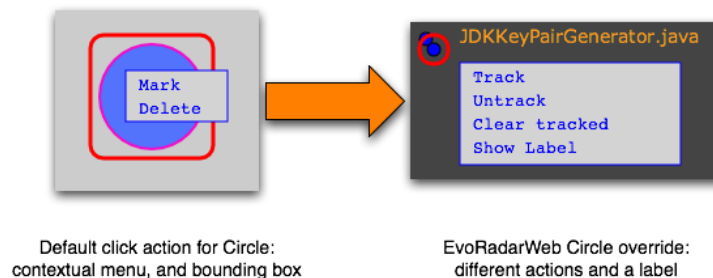 Mark
Delete
JDKKeyPairGenerator.java
Track
Untrack
Clear tracked
Show Label
Default click action for Circle:
contextual menu, and bounding box
EvoRadarWeb Circle override:
different actions and a label